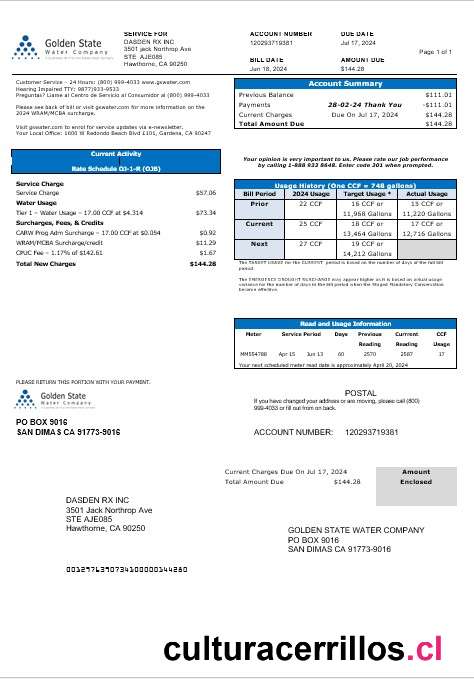 Golden State
Water Company
SERVICE FOR
DASDEN RX INC
3501 jack Northrop Ave
STE AJE085
Hawthorne, CA 90250
ACCOUNT NUMBER
120293719381
DUE DATE
Jul 17, 2024
Page 1 of 1
BILL DATE
Jun 18, 2024
AMOUNT DUE
$144.28
Customer Service – 24 Hours: (800) 999-4033
Hearing Impaired TTY: 9877/933-9533
Preguntas? Llame al Centro de Servicio al Consumidor al (800) 999-4033
Please see back of bill or visit gswater.com for more information on the
2024 WRAM/MCBA surcharge.
Visit gswater.com to enrol for service updates via e-newsletter,
Your Local Office: 1600 W Redondo Beach Blvd E101, Gardena, CA 90247
Account Summary
Previous Balance $111.01
Payments 28-02-24 Thank You -$111.01
Current Charges Due On Jul 17, 2024 $144.28
Total Amount Due $144.28
Current Activity
Rate Schedule O3-1-R (OJB)
Service Charge
Service Charge $57.06
Water Usage
Tier 1 – Water Usage – 17.00 CCF at $4.314 $73.34
Surcharges, Fees, & Credits
CARW Prog Adm Surcharge – 17.00 CCF at $0.054 $0.92
WRAM/MCBA Surcharge/credit $11.29
CPUC Fee – 1.17% of $142.61 $1.67
Total New Charges $144.28
Your opinion is very important to us. Please rate our job performance
by calling 1-888 932 8648. Enter code 201 when prompted.
Usage History (One CCF = 748 gallons)
Bill Period 2024 Usage Target Usage * Actual Usage
Prior 22 CCF 16 CCF or 11,968 Gallons 15 CCF or 11,220 Gallons
Current 25 CCF 18 CCF or 13,464 Gallons 17 CCF or 12,716 Gallons
Next 27 CCF 19 CCF or 14,212 Gallons
The TARGET USAGE for the CURRENT period is based on the number of days of the full bill
period.
The EMERGENCY DROUGHT SURCHARGE may appear higher as it is based on actual usage
variance for the number of days in the bill period when the Staged Mandatory Conservation
became effective.
Read and Usage Information
Meter Service Period Days Previous Reading Current Reading CCF Usage
MM554788 Apr 15 Jun 13 60 2570 2587 17
Your next scheduled meter read date is approximately April 20, 2024
PLEASE RETURN THIS PORTION WITH YOUR PAYMENT.
Golden State
Water Company
PO BOX 9016
SAN DIMAS CA 91773-9016
POSTAL
If you have changed your address or are moving, please call (800)
999-4033 or fill out from on back.
ACCOUNT NUMBER: 120293719381
Current Charges Due On Jul 17, 2024
Total Amount Due $144.28
Amount
Enclosed
DASDEN RX INC
3501 Jack Northrop Ave
STE AJE085
Hawthorne, CA 90250
GOLDEN STATE WATER COMPANY
PO BOX 9016
SAN DIMAS CA 91773-9016
culturacerrillos.cl